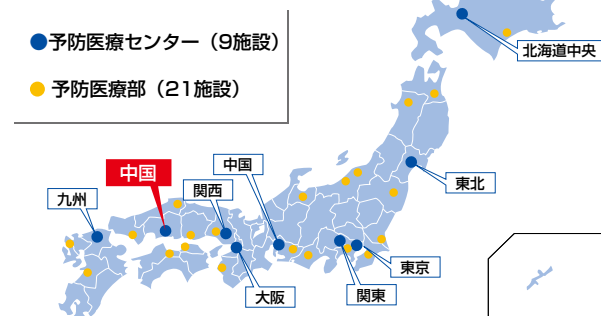 予防医療センター（9施設）
予防医療部（21施設）
北海道中央
東北
中国
中国
関西
九州
東京
関東
大阪